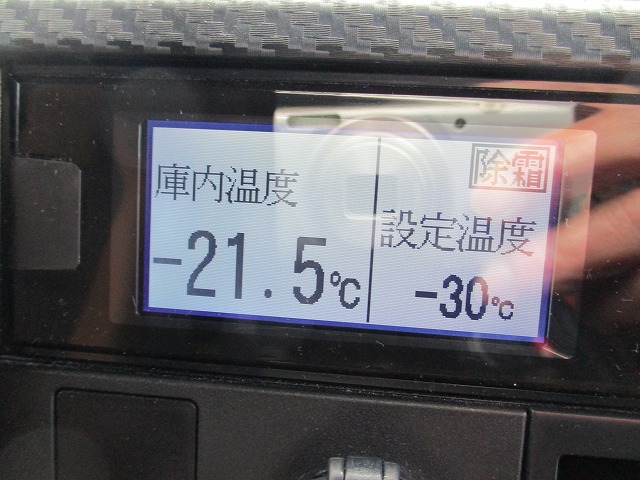 庫内温度
-21.5℃
除霜
設定温度
-30℃